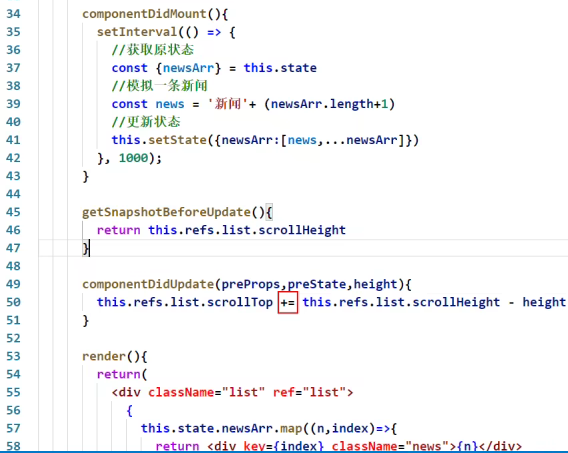 34 componentDidMount(){
35 setInterval(() => {
36 //获取原状态
37 const {newsArr} = this.state
38 //模拟一条新闻
39 const news = '新闻'+ (newsArr.length+1)
40 //更新状态
41 this.setState({newsArr:[news,...newsArr]})
42 }, 1000);
43 }
44
45 getSnapshotBeforeUpdate(){
46 return this.refs.list.scrollHeight
47 }
48
49 componentDidUpdate(preProps,preState,height){
50 this.refs.list.scrollTop += this.refs.list.scrollHeight - height
51 }
52
53 render(){
54 return(
55 <div className="list" ref="list">
56 {
57 this.state.newsArr.map((n,index)=>{
58 return <div key={index} className="news">{n}</div>